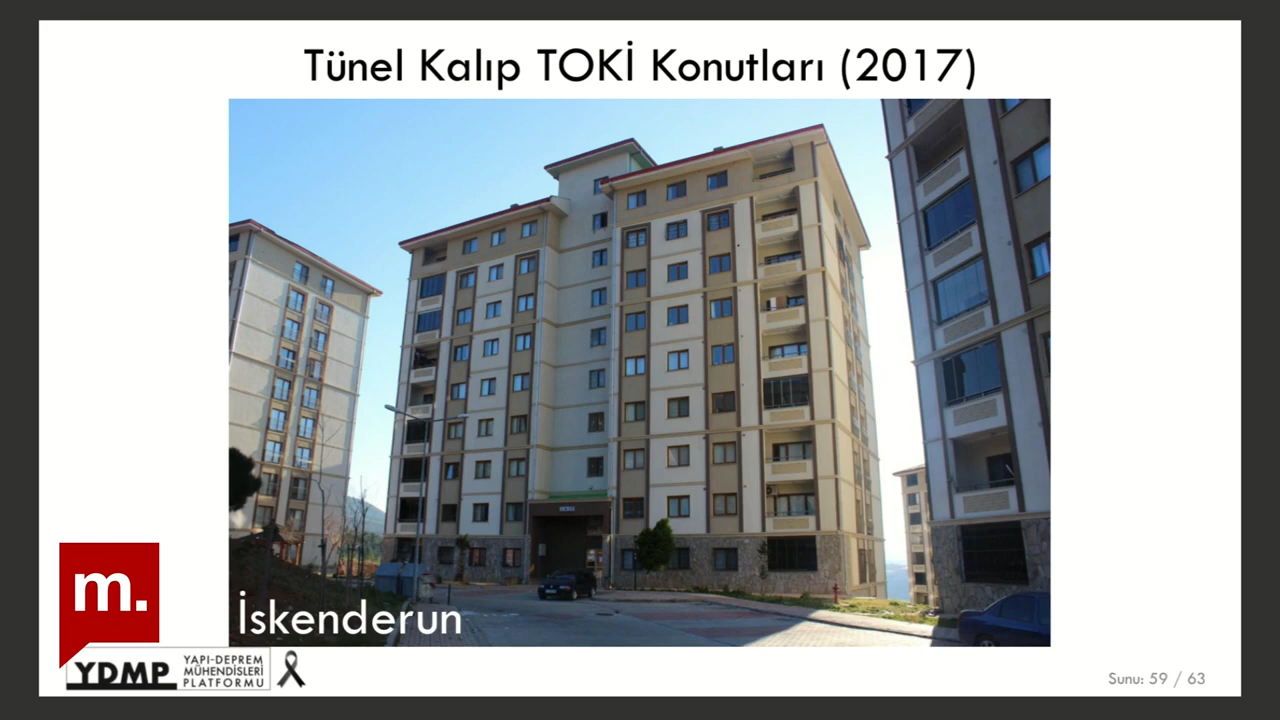 Tünel Kalıp TOKİ Konutları (2017)
İskenderun
m.
YDMP
YAPI-DEPREM
MÜHENDİSLERİ
PLATFORMU
Sunu: 59 / 63